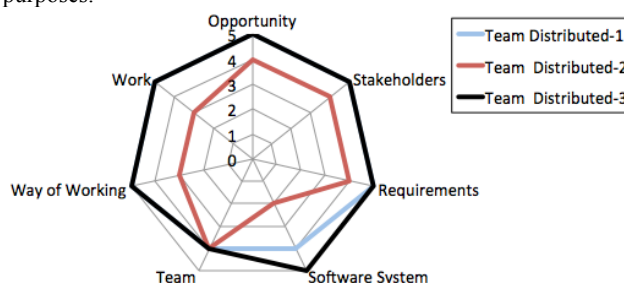 purposes.
Opportunity
5
4
3
2
1
0
Stakeholders
Requirements
Software System
Team
Way of Working
Work
Team Distributed-1
Team Distributed-2
Team Distributed-3